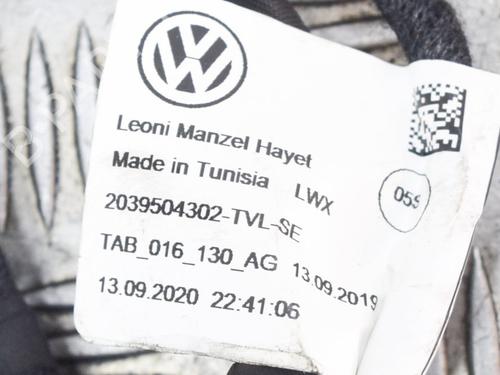 Leoni Manzel Hayet
Made in Tunisia LWX
059
2039504302-TVL-SE
TAB_016_130_AG 13.09.2019
13.09.2020 22:41:06